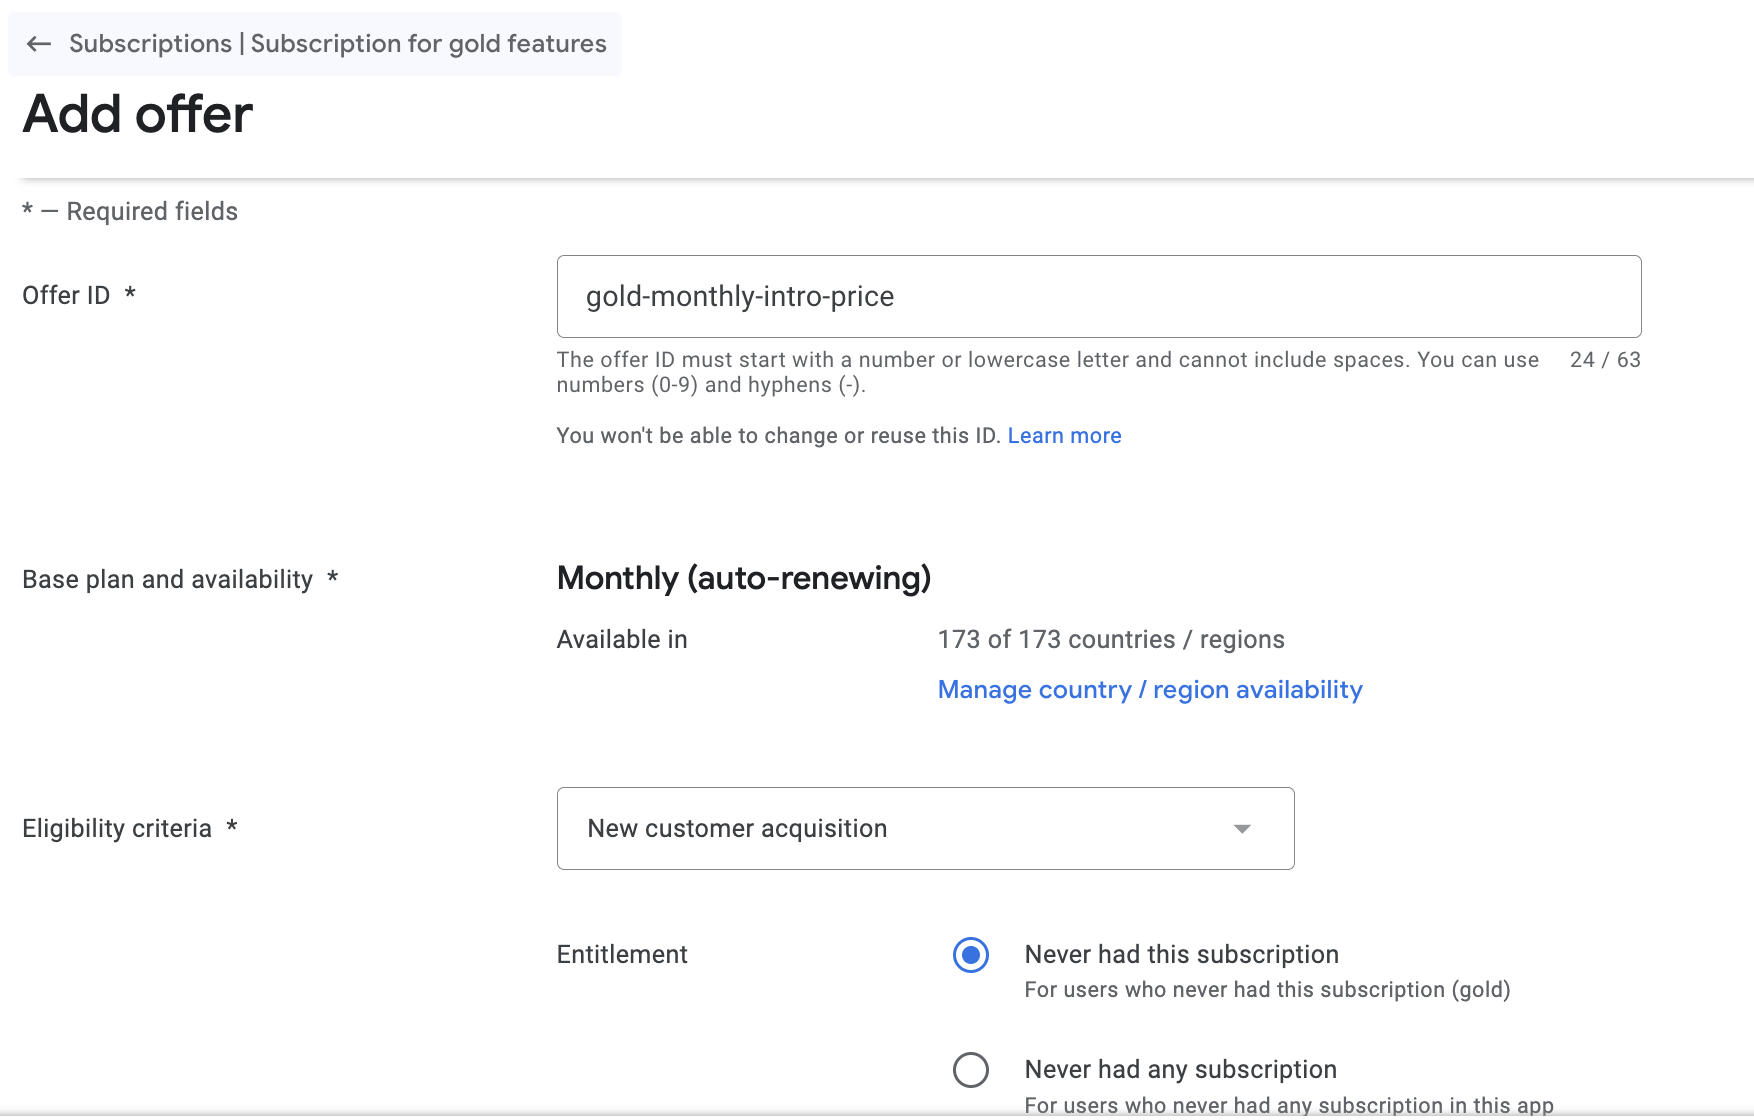 ← Subscriptions | Subscription for gold features
Add offer
* — Required fields
Offer ID *
gold-monthly-intro-price
The offer ID must start with a number or lowercase letter and cannot include spaces. You can use 24 / 63
numbers (0-9) and hyphens (-).
You won't be able to change or reuse this ID. Learn more
Base plan and availability *
Monthly (auto-renewing)
Available in 173 of 173 countries / regions
Manage country / region availability
Eligibility criteria *
New customer acquisition
Entitlement
Never had this subscription
For users who never had this subscription (gold)
Never had any subscription
For users who never had any subscription in this app